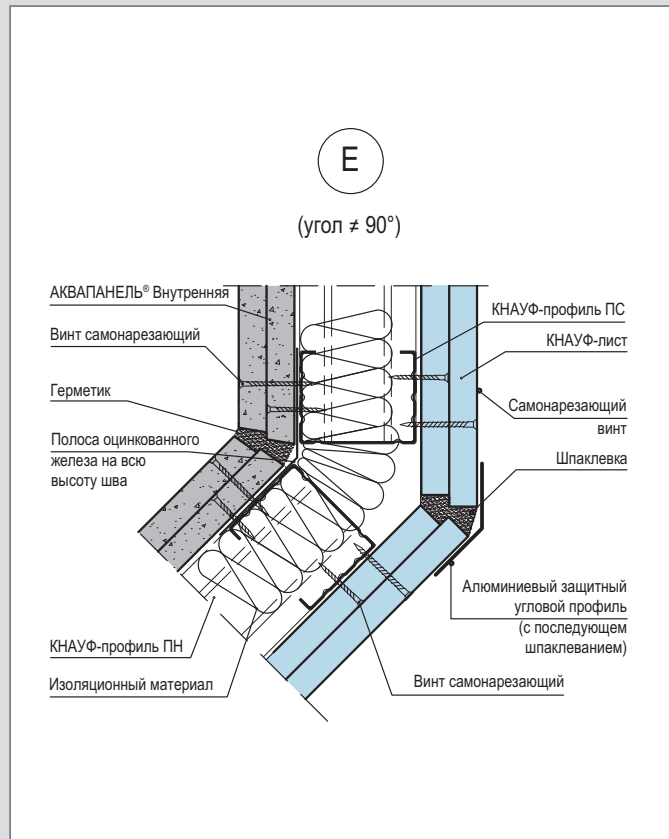 E
(угол ≠ 90°)
АКВАПАНЕЛЬ® Внутренняя
Винт самонарезающий
Герметик
Полоса оцинкованного
железа на всю
высоту шва
КНАУФ-профиль ПН
Изоляционный материал
КНАУФ-профиль ПС
КНАУФ-лист
Самонарезающий
винт
Шпаклевка
Алюминиевый защитный
угловой профиль
(с последующем
шпаклеванием)
Винт самонарезающий